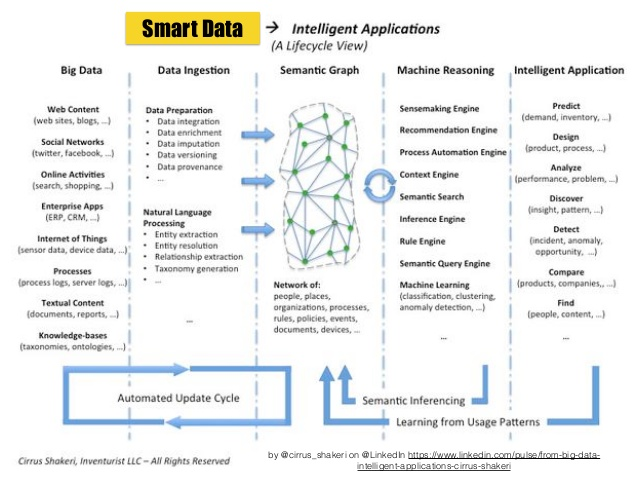 Smart Data → Intelligent Applications
(A Lifecycle View)
Big Data
Web Content
(web sites, blogs, ...)
Social Networks
(twitter, facebook, ...)
Online Activities
(search, shopping, ...)
Enterprise Apps
(ERP, CRM, ...)
Internet of Things
(sensor data, device data, ...)
Processes
(process logs, server logs, ...)
Textual Content
(documents, reports, ...)
Knowledge-bases
(taxonomies, ontologies, ...)
Data Ingestion
Data Preparation
• Data integration
• Data enrichment
• Data imputation
• Data versioning
• Data provenance
• ...
Natural Language
Processing
• Entity extraction
• Entity resolution
• Relationship extraction
• Taxonomy generation
• ...
...
Semantic Graph
Network of:
people, places,
organizations, processes,
rules, policies, events,
documents, devices, ...
Machine Reasoning
Sensemaking Engine
Recommendation Engine
Process Automation Engine
Context Engine
Semantic Search
Inference Engine
Rule Engine
Semantic Query Engine
Machine Learning
(classification, clustering,
anomaly detection, ...)
...
Intelligent Application
Predict
(demand, inventory, ...)
Design
(product, process, ...)
Analyze
(performance, problem, ...)
Discover
(insight, pattern, ...)
Detect
(incident, anomaly,
opportunity, ...)
Compare
(products, companies,, ...)
Find
(people, content, ...)
...
Automated Update Cycle
Semantic Inferencing
Learning from Usage Patterns
Cirrus Shakeri, Inventurist LLC – All Rights Reserved
by @cirrus_shakeri on @LinkedIn https://www.linkedin.com/pulse/from-big-data-
intelligent-applications-cirrus-shakeri